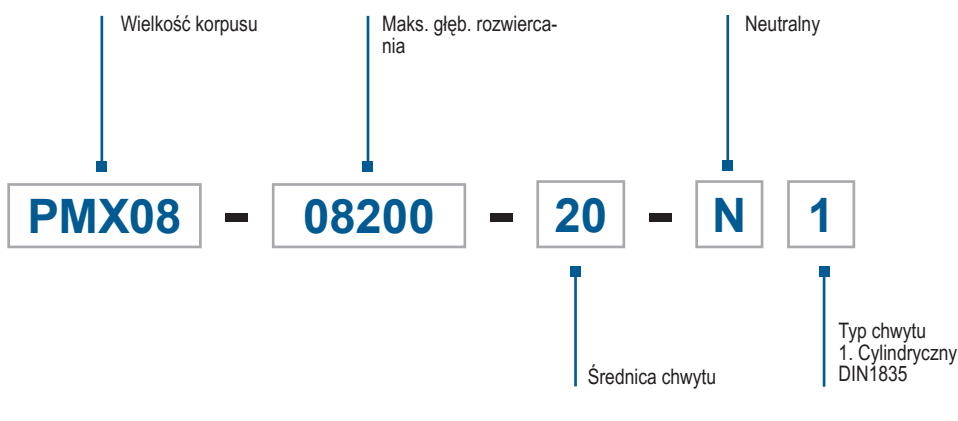 Wielkość korpusu
Maks. głęb. rozwierca-
nia
Neutralny
PMX08 - 08200 - 20 - N 1
Średnica chwytu
Typ chwytu
1. Cylindryczny
DIN1835